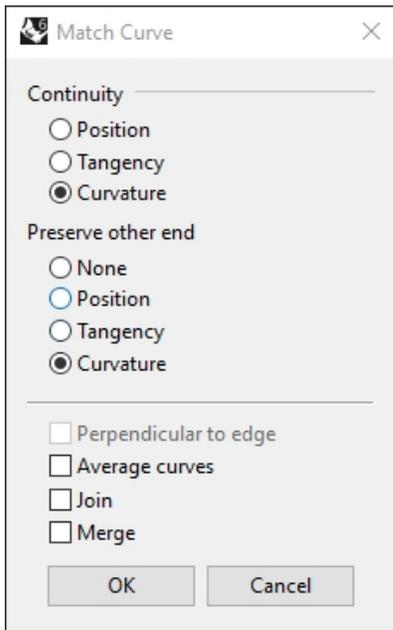 Match Curve
Continuity
Position
Tangency
Curvature
Preserve other end
None
Position
Tangency
Curvature
Perpendicular to edge
Average curves
Join
Merge
OK Cancel